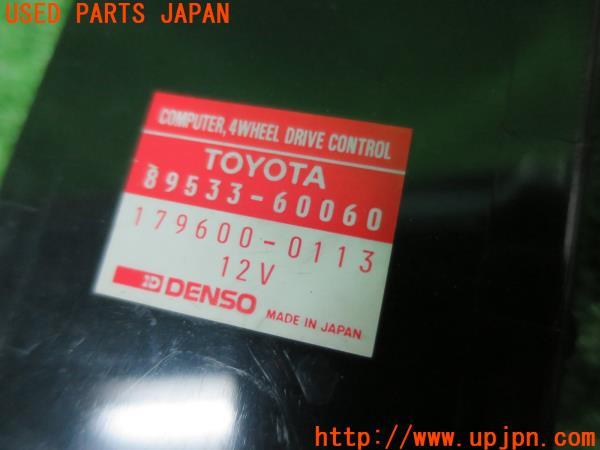 USED PARTS JAPAN
COMPUTER, 4WHEEL DRIVE CONTROL
TOYOTA
89533-60060
179600-0113
12V
DENSO
MADE IN JAPAN
UPJ
http://www.upjpn.com/